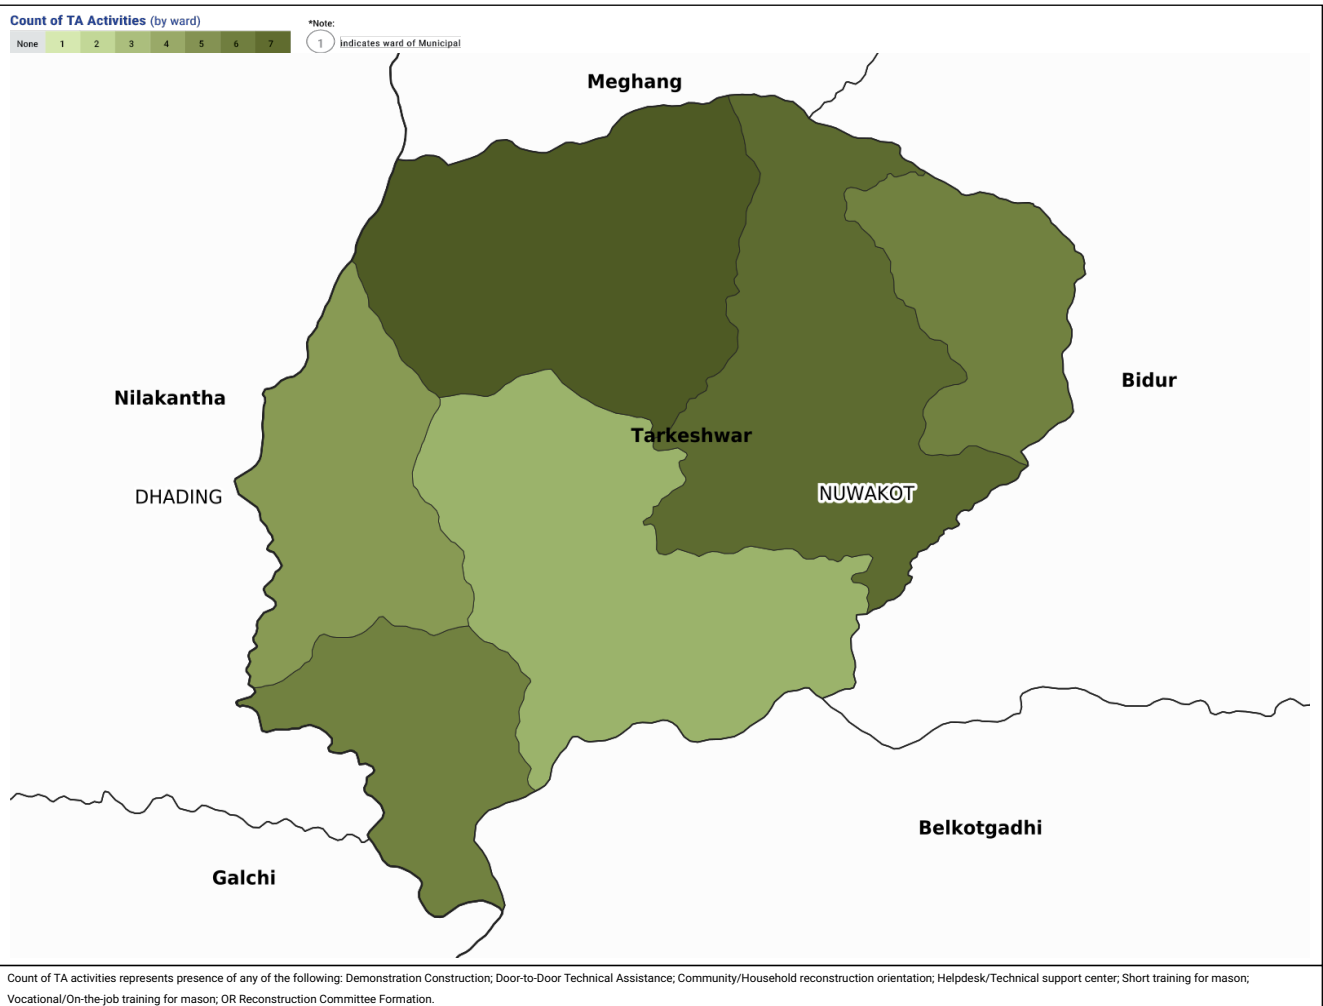 Count of TA Activities (by ward)
None 1 2 3 4 5 6 7
*Note:
1 indicates ward of Municipal
Meghang
Nilakantha
Bidur
Tarkeshwar
DHADING
NUWAKOT
Belkotgadhi
Galchi
Count of TA activities represents presence of any of the following: Demonstration Construction; Door-to-Door Technical Assistance; Community/Household reconstruction orientation; Helpdesk/Technical support center; Short training for mason;
Vocational/On-the-job training for mason; OR Reconstruction Committee Formation.